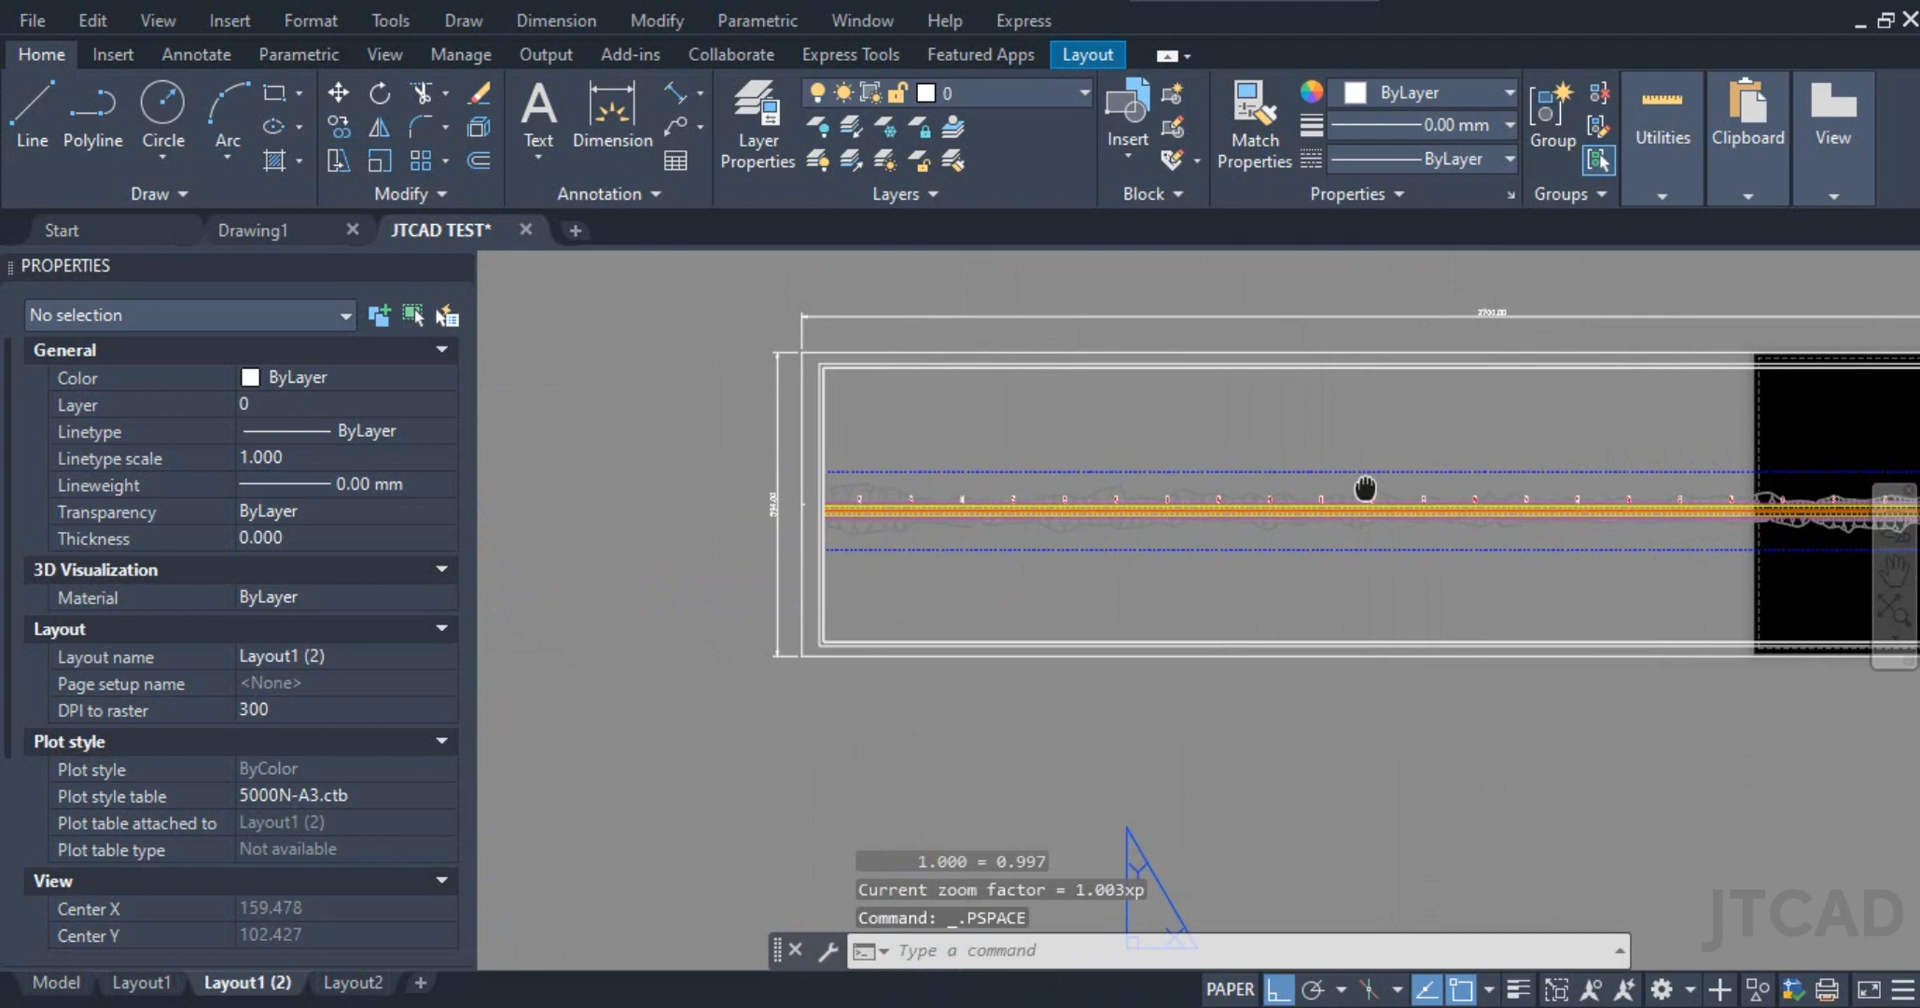 File Edit View Insert Format Tools Draw Dimension Modify Parametric Window Help Express
Home Insert Annotate Parametric View Manage Output Add-ins Collaborate Express Tools Featured Apps Layout
0
ByLayer
0.00 mm
ByLayer
Line Polyline Circle Arc Text Dimension Layer Properties Insert Match Properties Group Utilities Clipboard View
Draw Modify Annotation Layers Block Properties Groups
Start Drawing1 JTCAD TEST*
PROPERTIES
No selection
General
Color ByLayer
Layer 0
Linetype ByLayer
Linetype scale 1.000
Lineweight 0.00 mm
Transparency ByLayer
Thickness 0.000
3D Visualization
Material ByLayer
Layout
Layout name Layout1 (2)
Page setup name <None>
DPI to raster 300
Plot style
Plot style ByColor
Plot style table 5000N-A3.ctb
Plot table attached to Layout1 (2)
Plot table type Not available
View
Center X 159.478
Center Y 102.427
1.000 = 0.997
Current zoom factor = 1.003xp
Command: _.PSPACE
Type a command
Y
X
JTCAD
Model Layout1 Layout1 (2) Layout2
PAPER